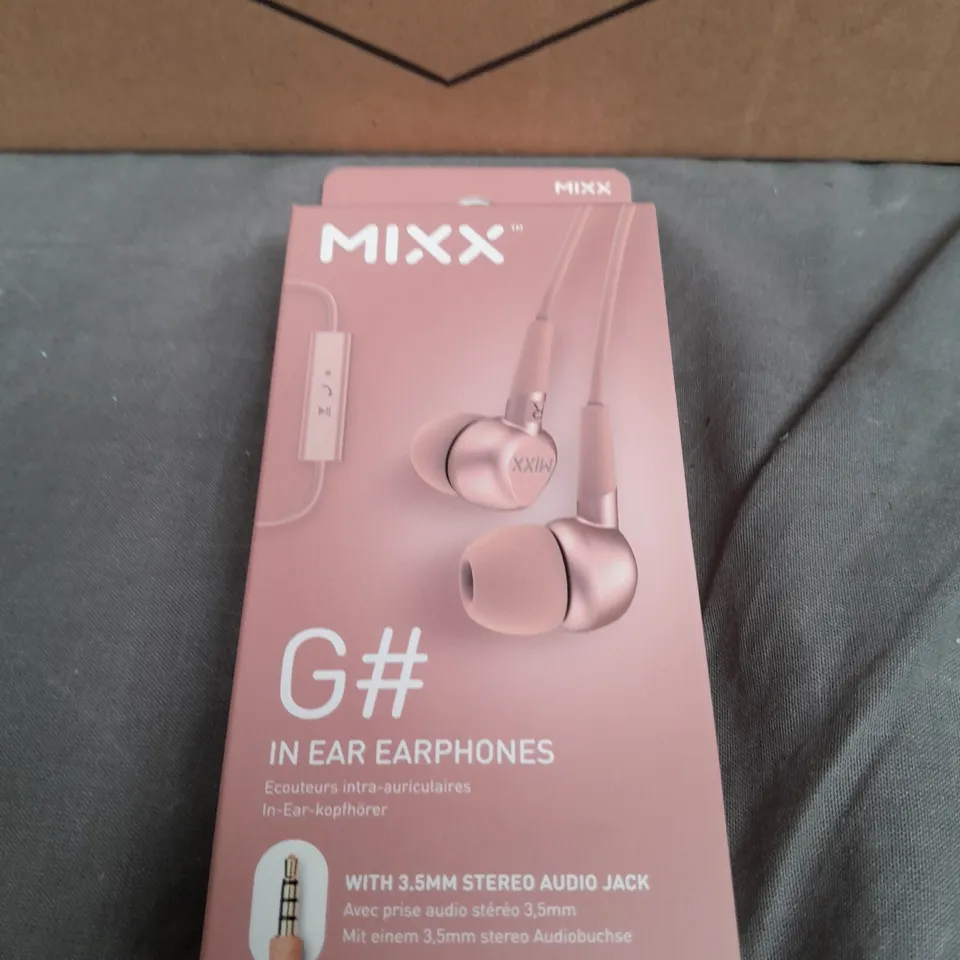 MIXX
MIXX™
MIXX
G#
IN EAR EARPHONES
Ecouteurs intra-auriculaires
In-Ear-kopfhörer
WITH 3.5MM STEREO AUDIO JACK
Avec prise audio stéréo 3,5mm
Mit einem 3,5mm stereo Audiobuchse